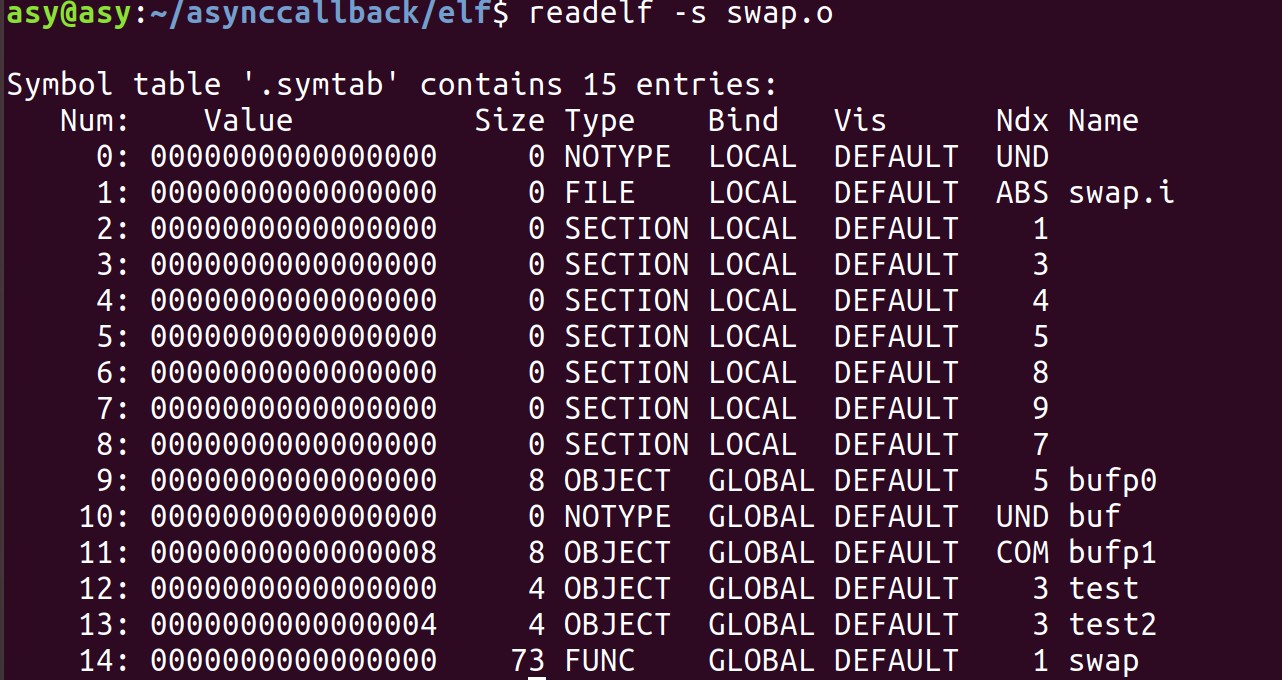 asy@asy:~/asynccallback/elf$ readelf -s swap.o
Symbol table '.symtab' contains 15 entries:
   Num:    Value          Size Type    Bind   Vis      Ndx Name
     0: 0000000000000000     0 NOTYPE  LOCAL  DEFAULT  UND
     1: 0000000000000000     0 FILE    LOCAL  DEFAULT  ABS swap.i
     2: 0000000000000000     0 SECTION LOCAL  DEFAULT    1
     3: 0000000000000000     0 SECTION LOCAL  DEFAULT    3
     4: 0000000000000000     0 SECTION LOCAL  DEFAULT    4
     5: 0000000000000000     0 SECTION LOCAL  DEFAULT    5
     6: 0000000000000000     0 SECTION LOCAL  DEFAULT    8
     7: 0000000000000000     0 SECTION LOCAL  DEFAULT    9
     8: 0000000000000000     0 SECTION LOCAL  DEFAULT    7
     9: 0000000000000000     8 OBJECT  GLOBAL DEFAULT    5 bufp0
    10: 0000000000000000     0 NOTYPE  GLOBAL DEFAULT  UND buf
    11: 0000000000000008     8 OBJECT  GLOBAL DEFAULT  COM bufp1
    12: 0000000000000000     4 OBJECT  GLOBAL DEFAULT    3 test
    13: 0000000000000004     4 OBJECT  GLOBAL DEFAULT    3 test2
    14: 0000000000000000    73 FUNC    GLOBAL DEFAULT    1 swap